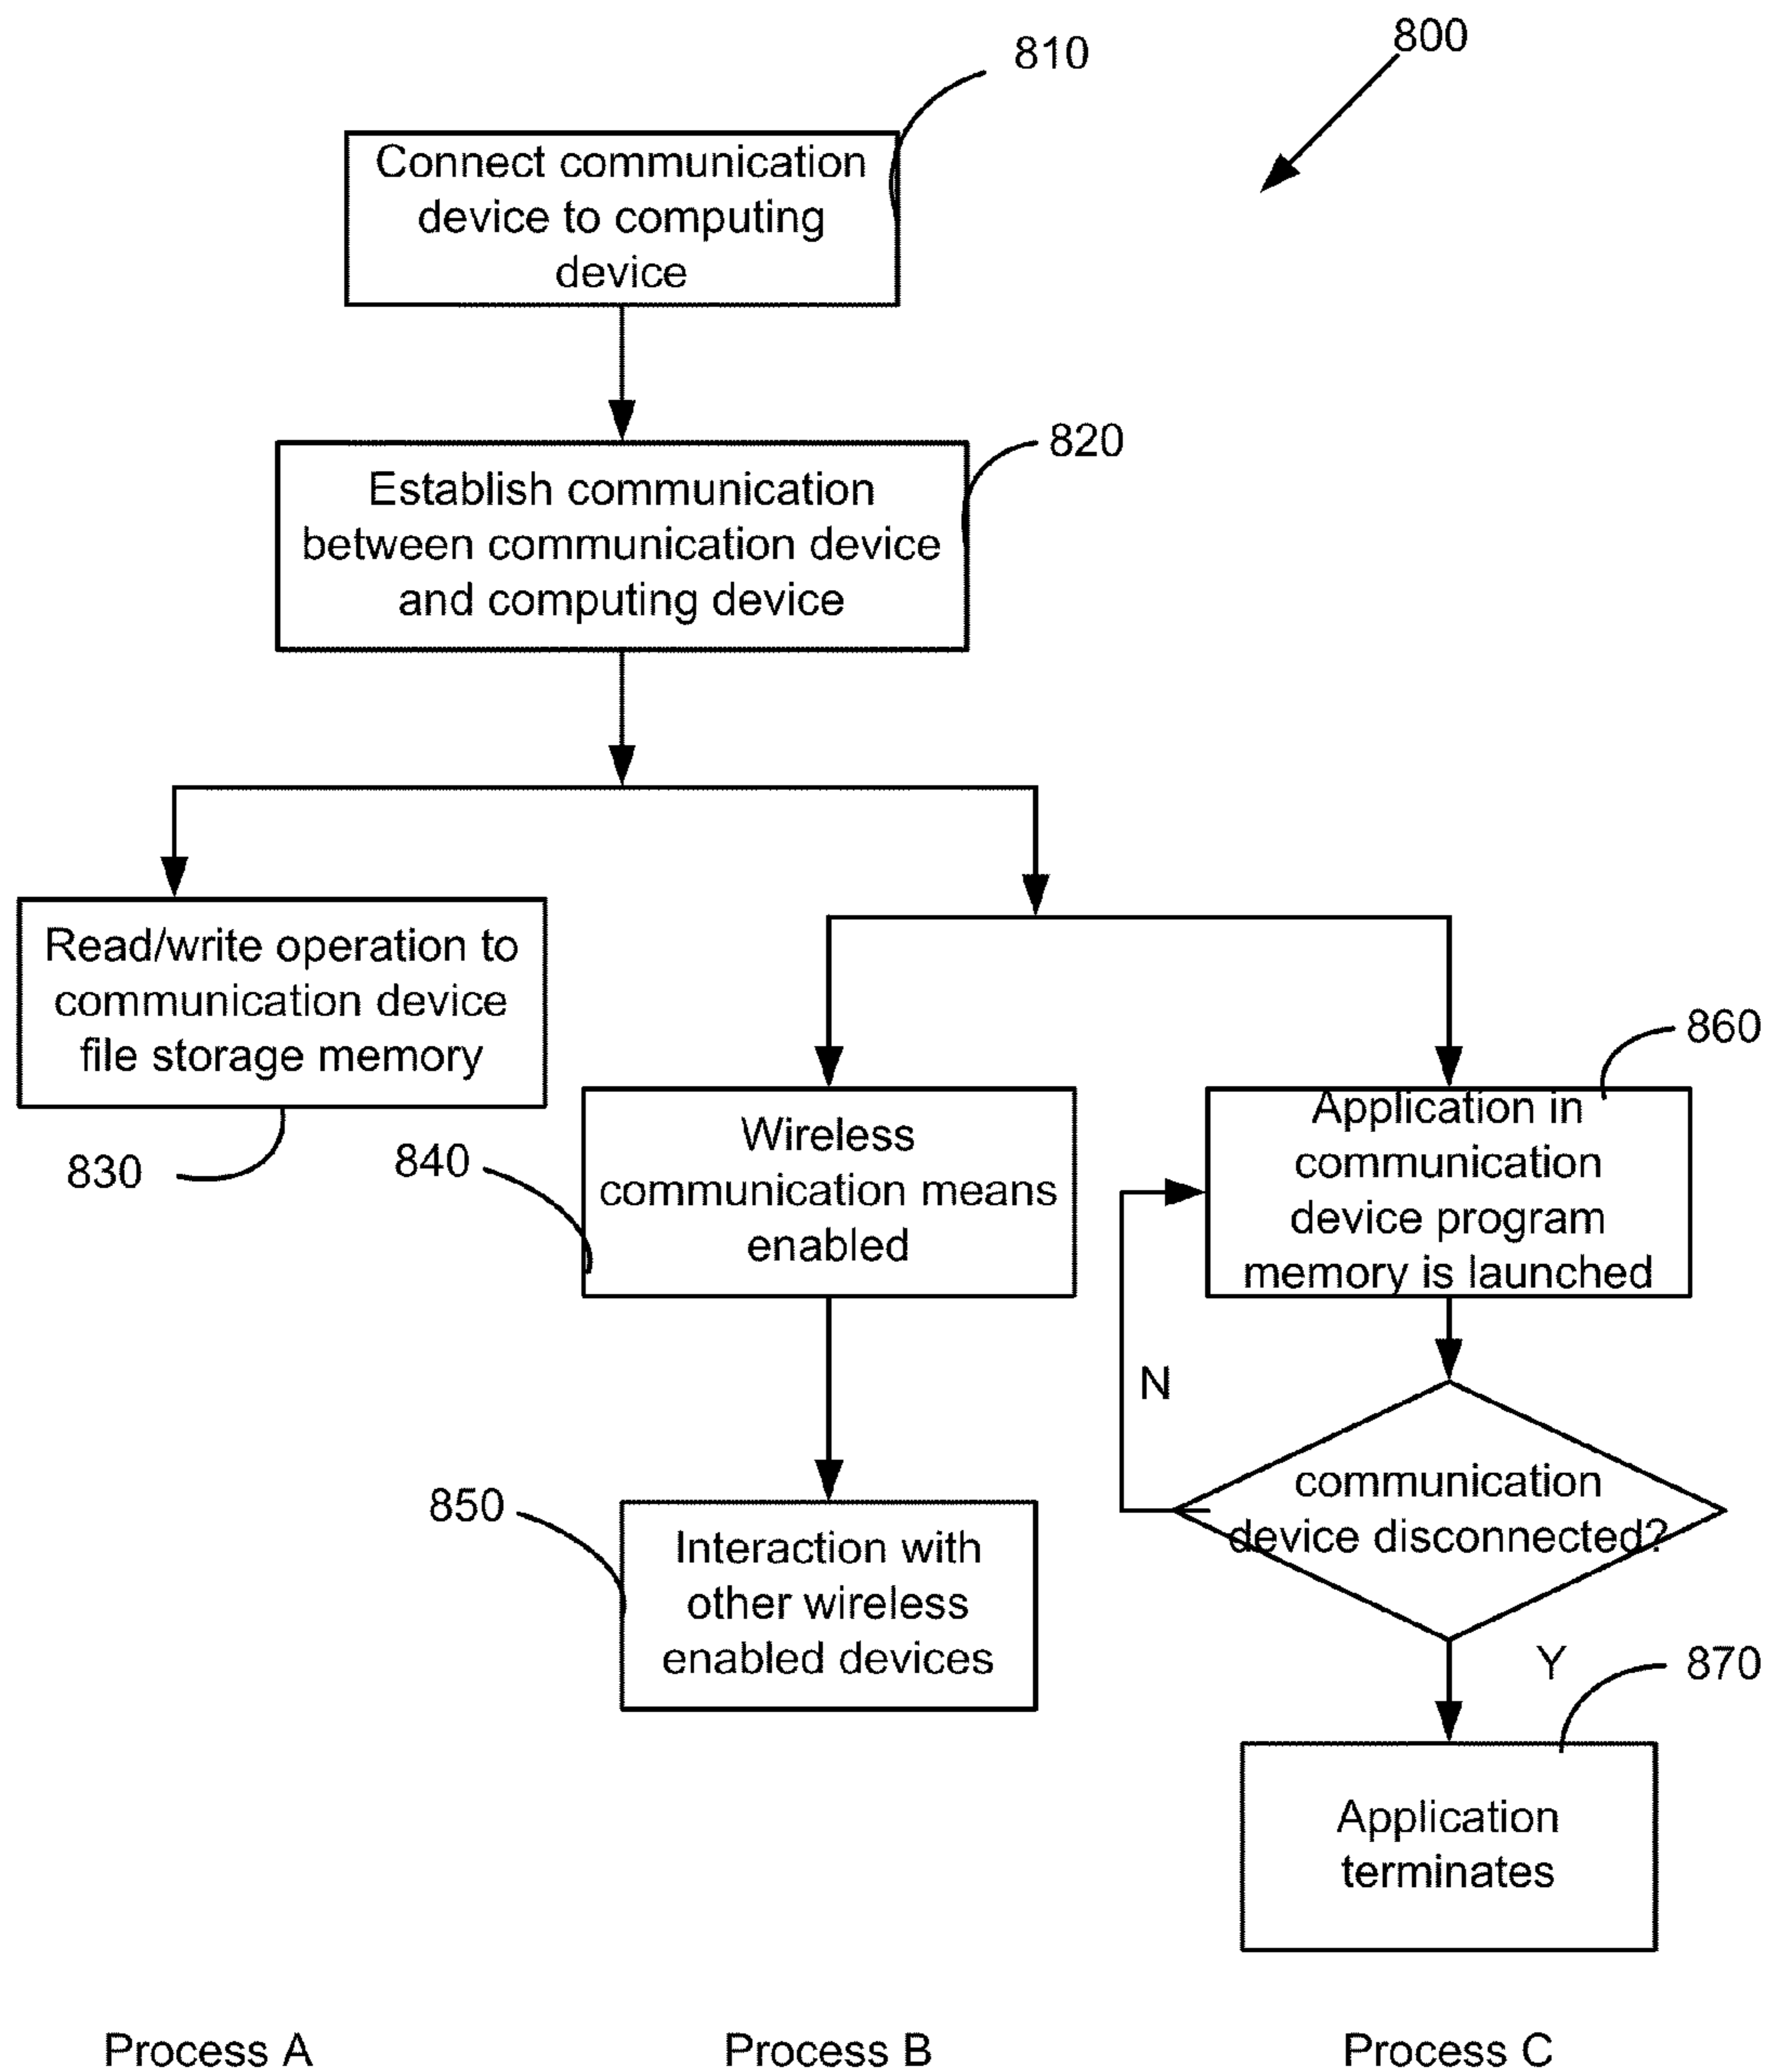 800
810
Connect communication
device to computing
device
820
Establish communication
between communication device
and computing device
Read/write operation to
communication device
file storage memory
830
840
Wireless
communication means
enabled
860
Application in
communication
device program
memory is launched
N
850
Interaction with
other wireless
enabled devices
communication
device disconnected?
Y
870
Application
terminates
Process A
Process B
Process C